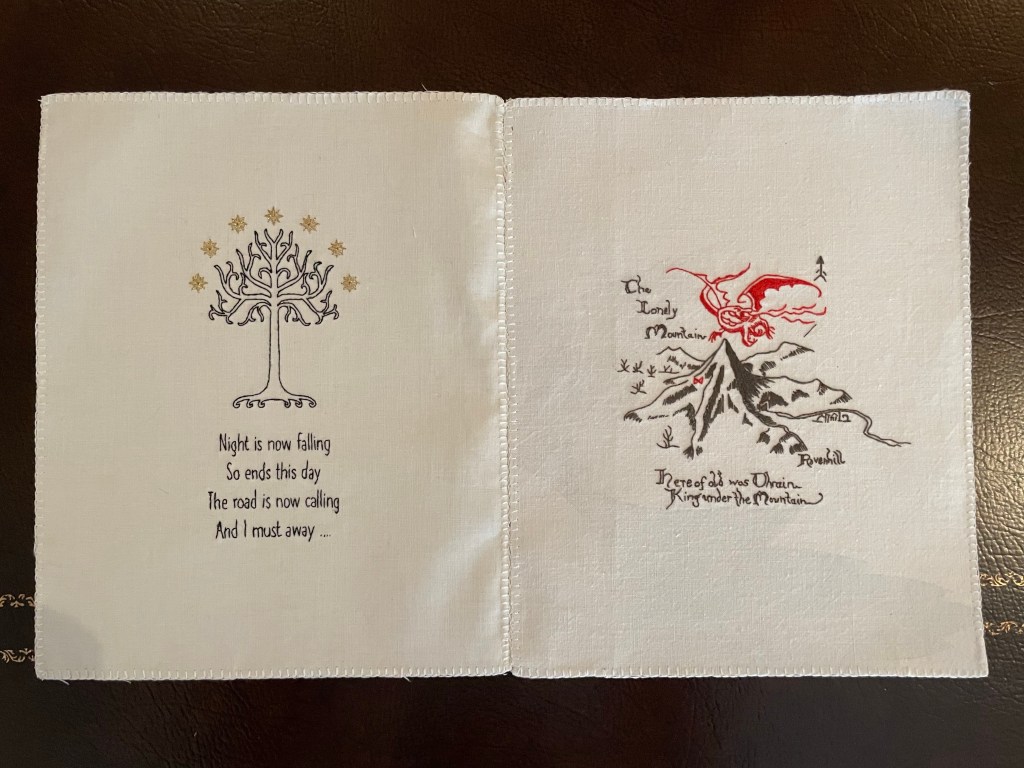 Night is now falling
So ends this day
The road is now calling
And I must away ....
The
Lonely
Mountain
Ravenhill
Here of old was Thrain
King under the Mountain